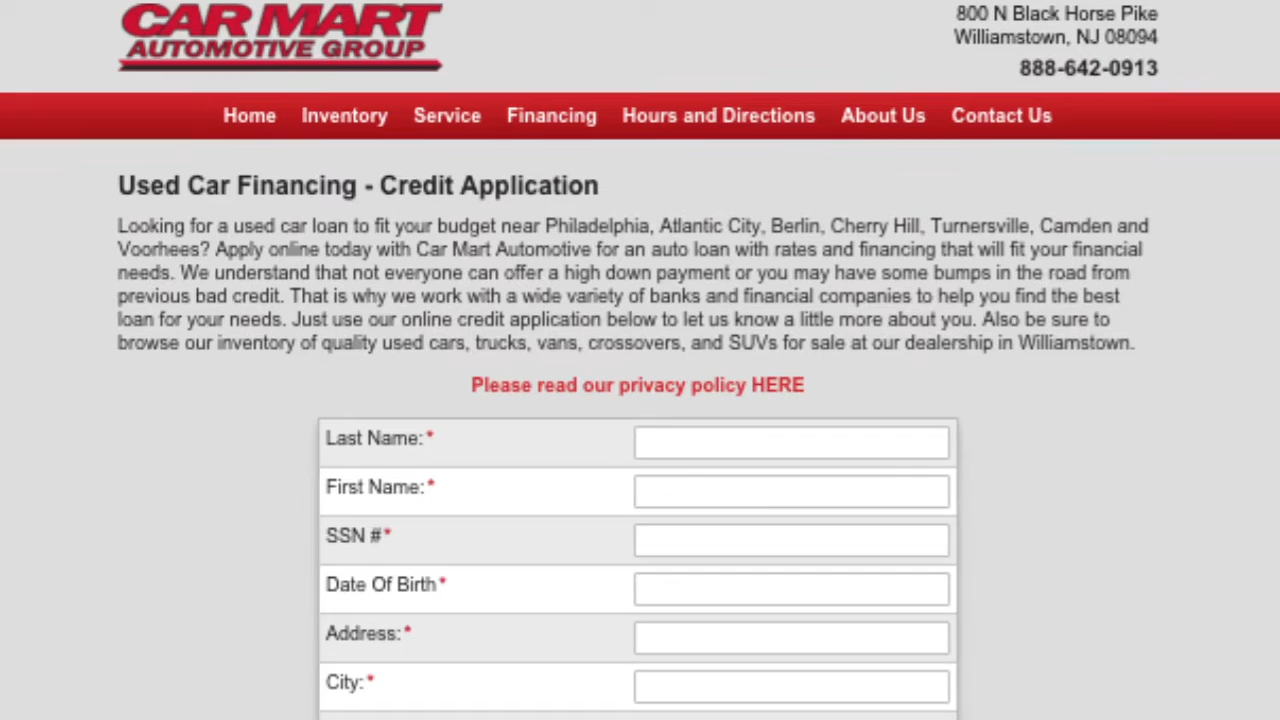 CAR MART
AUTOMOTIVE GROUP
800 N Black Horse Pike
Williamstown, NJ 08094
888-642-0913
Home Inventory Service Financing Hours and Directions About Us Contact Us
Used Car Financing - Credit Application
Looking for a used car loan to fit your budget near Philadelphia, Atlantic City, Berlin, Cherry Hill, Turnersville, Camden and
Voorhees? Apply online today with Car Mart Automotive for an auto loan with rates and financing that will fit your financial
needs. We understand that not everyone can offer a high down payment or you may have some bumps in the road from
previous bad credit. That is why we work with a wide variety of banks and financial companies to help you find the best
loan for your needs. Just use our online credit application below to let us know a little more about you. Also be sure to
browse our inventory of quality used cars, trucks, vans, crossovers, and SUVs for sale at our dealership in Williamstown.
Please read our privacy policy HERE
Last Name:*
First Name:*
SSN #*
Date Of Birth*
Address:*
City:*